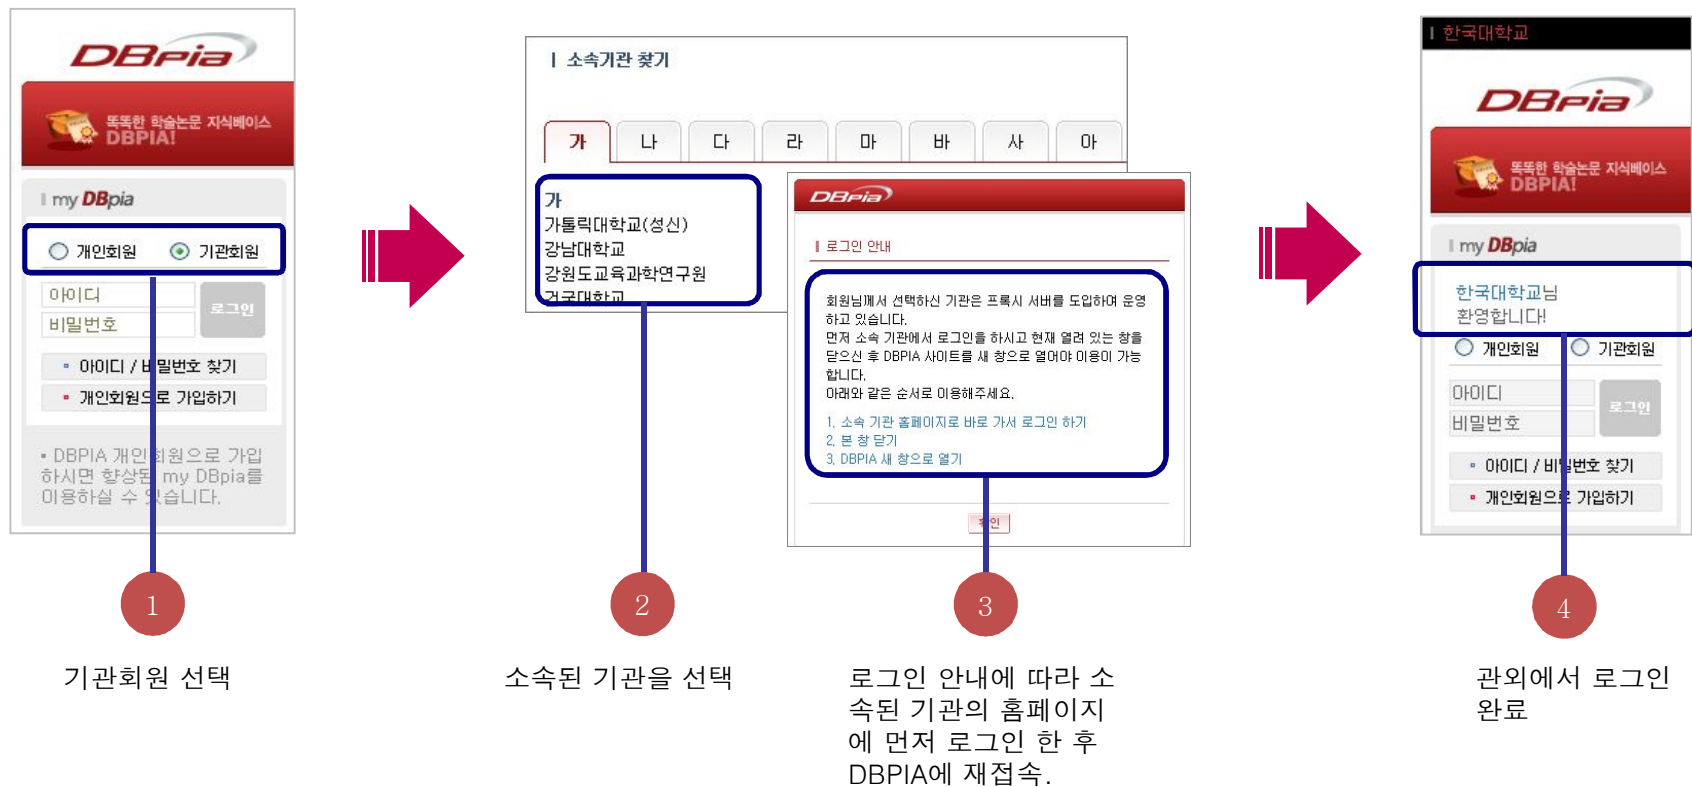 DBpia
똑똑한 학술논문 지식베이스
DBPIA!
my DBpia
개인회원 기관회원
아이디
비밀번호
로그인
아이디 / 비밀번호 찾기
개인회원으로 가입하기
DBPIA 개인회원으로 가입
하시면 향상된 my DBpia를
이용하실 수 있습니다.
1
기관회원 선택
소속기관 찾기
가 나 다 라 마 바 사 아
가
가톨릭대학교(성신)
강남대학교
강원도교육과학연구원
건국대학교
2
소속된 기관을 선택
DBpia
로그인 안내
회원님께서 선택하신 기관은 프록시 서버를 도입하여 운영
하고 있습니다.
먼저 소속 기관에서 로그인을 하시고 현재 열려 있는 창을
닫으신 후 DBPIA 사이트를 새 창으로 열어야 이용이 가능
합니다.
아래와 같은 순서로 이용해주세요.
1. 소속 기관 홈페이지로 바로 가서 로그인 하기
2. 본 창 닫기
3. DBPIA 새 창으로 열기
확인
3
로그인 안내에 따라 소
속된 기관의 홈페이지
에 먼저 로그인 한 후
DBPIA에 재접속.
한국대학교
DBpia
똑똑한 학술논문 지식베이스
DBPIA!
my DBpia
한국대학교님
환영합니다!
개인회원 기관회원
아이디
비밀번호
로그인
아이디 / 비밀번호 찾기
개인회원으로 가입하기
4
관외에서 로그인
완료